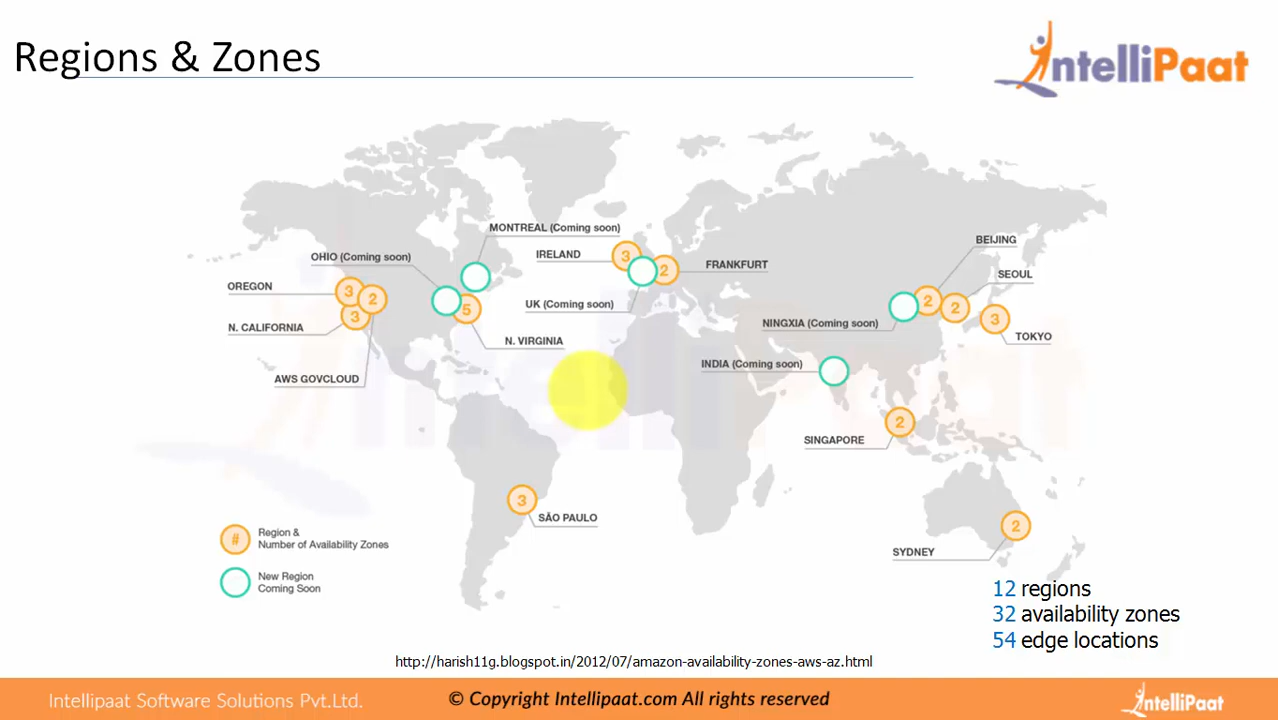 Regions & Zones
IntelliPaat
MONTREAL (Coming soon)
OHIO (Coming soon)
IRELAND
FRANKFURT
BEIJING
SEOUL
OREGON
3
2
3
N. CALIFORNIA
AWS GOVCLOUD
5
N. VIRGINIA
3
2
UK (Coming soon)
NINGXIA (Coming soon)
2
2
3
TOKYO
INDIA (Coming soon)
2
SINGAPORE
3
SÃO PAULO
2
SYDNEY
#
Region &
Number of Availability Zones
New Region
Coming Soon
12 regions
32 availability zones
54 edge locations
http://harish11g.blogspot.in/2012/07/amazon-availability-zones-aws-az.html
Intellipaat Software Solutions Pvt.Ltd.
© Copyright Intellipaat.com All rights reserved
IntelliPaat